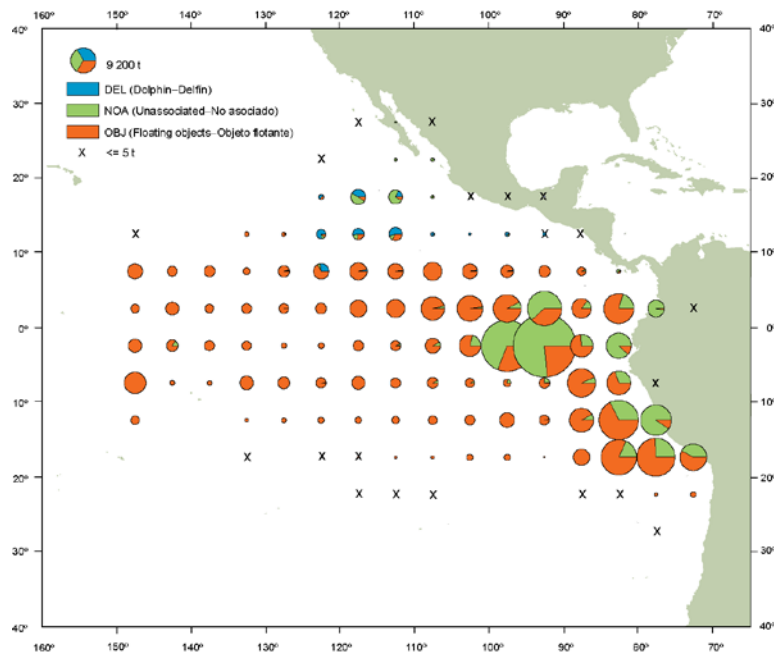 160° 150° 140° 130° 120° 110° 100° 90° 80° 70°
40° 40°
9 200 t
DEL (Dolphin–Delfin)
NOA (Unassociated–No asociado)
OBJ (Floating objects–Objeto flotante)
X <= 5 t
30° 30°
X X
X
20° 20°
X X X
X X X
10° 10°
X
0° 0°
X
10° 10°
X X X
20° 20°
X X X X X
X
30° 30°
40° 40°
160° 150° 140° 130° 120° 110° 100° 90° 80° 70°